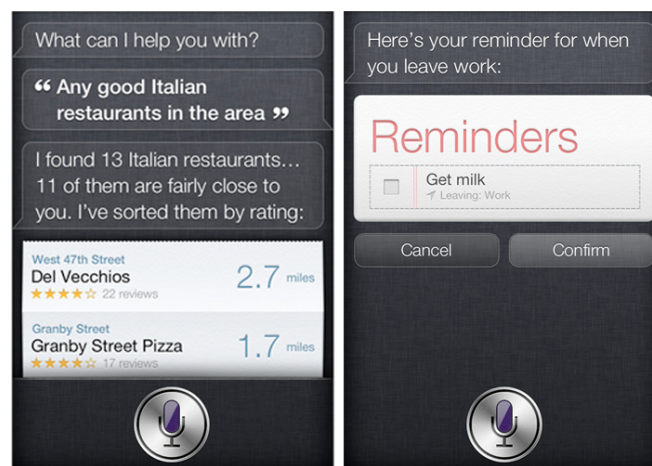 What can I help you with?
“ Any good Italian
restaurants in the area ”
I found 13 Italian restaurants…
11 of them are fairly close to
you. I’ve sorted them by rating:
West 47th Street
Del Vecchios
22 reviews
2.7 miles
Granby Street
Granby Street Pizza
17 reviews
1.7 miles
Here’s your reminder for when
you leave work:
Reminders
Get milk
Leaving: Work
Cancel
Confirm